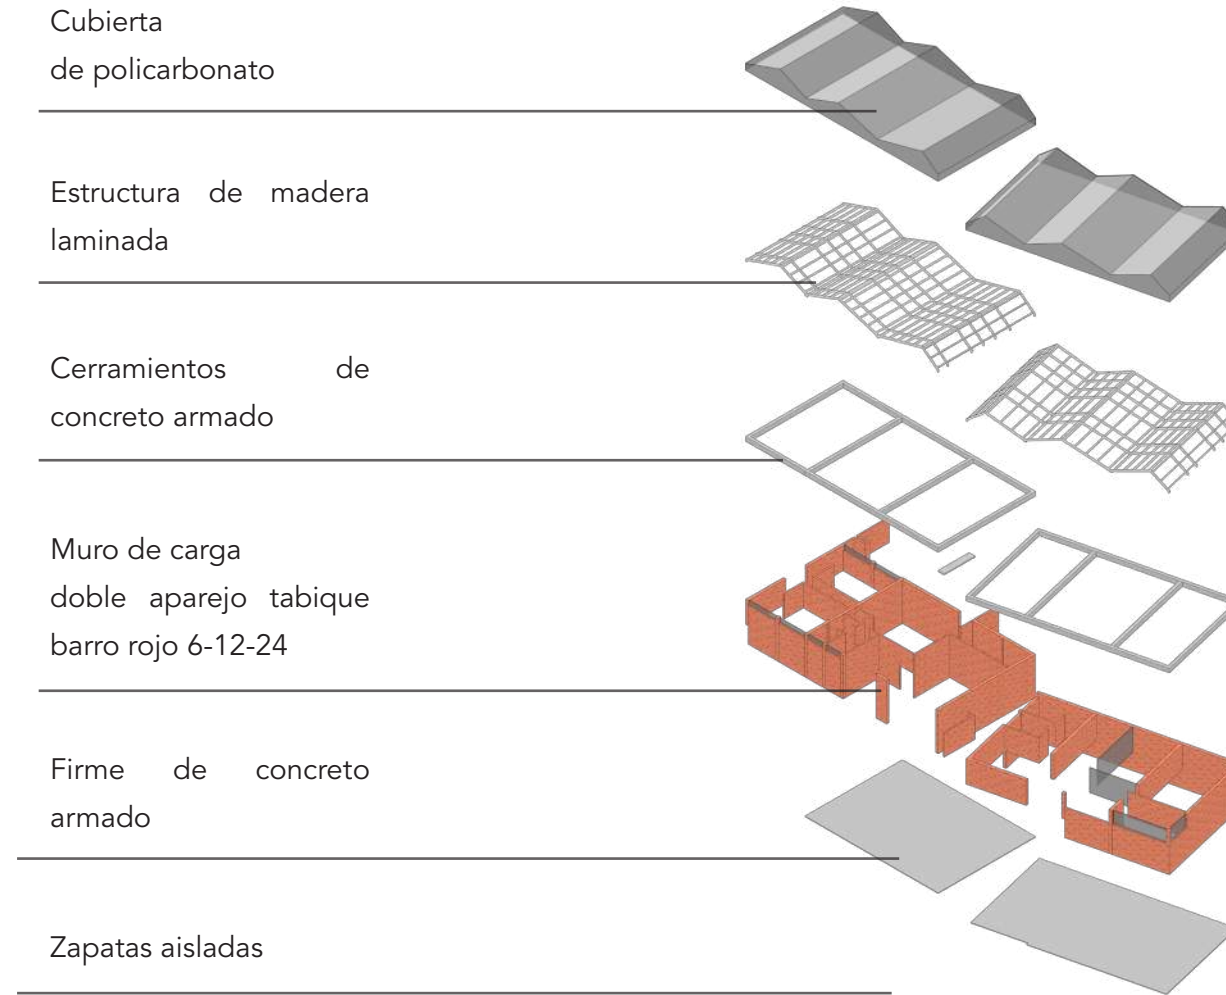 Cubierta
de policarbonato
Estructura de madera
laminada
Cerramientos de
concreto armado
Muro de carga
doble aparejo tabique
barro rojo 6-12-24
Firme de concreto
armado
Zapatas aisladas